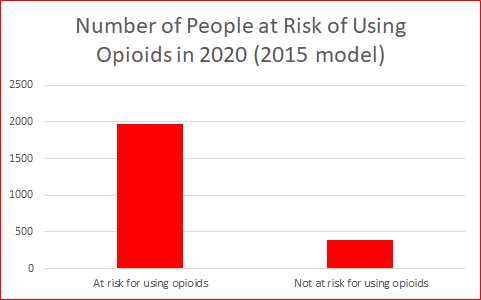 Number of People at Risk of Using
Opioids in 2020 (2015 model)
2500
2000
1500
1000
500
0
At risk for using opioids
Not at risk for using opioids